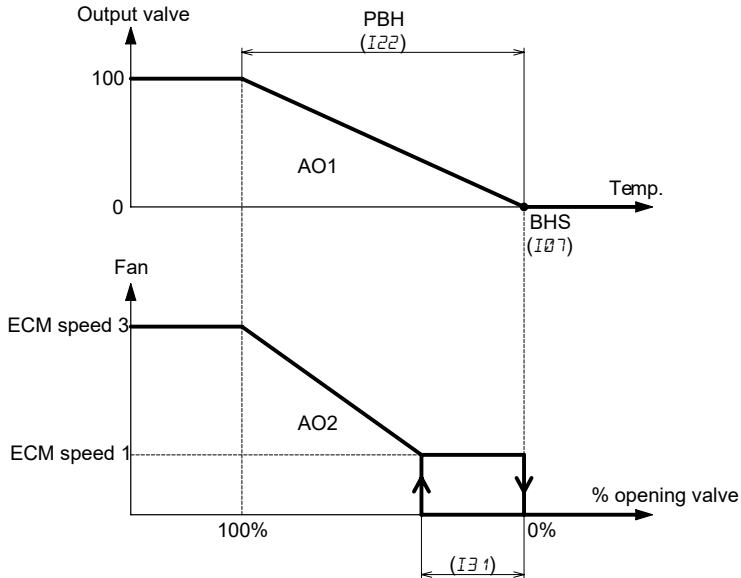 Output valve
PBH
(I22)
100
AO1
0
Temp.
BHS
(I07)
Fan
ECM speed 3
AO2
ECM speed 1
% opening valve
100%
0%
(I31)